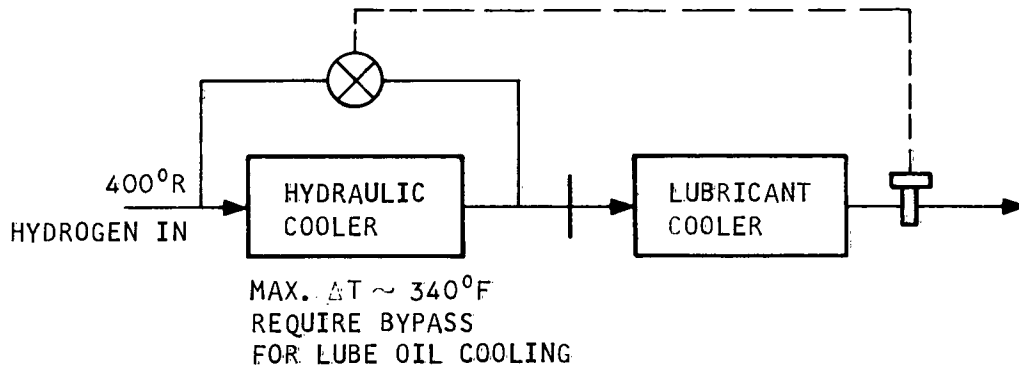 400°R
HYDROGEN IN
HYDRAULIC
COOLER
LUBRICANT
COOLER
MAX. ΔT ~ 340°F
REQUIRE BYPASS
FOR LUBE OIL COOLING